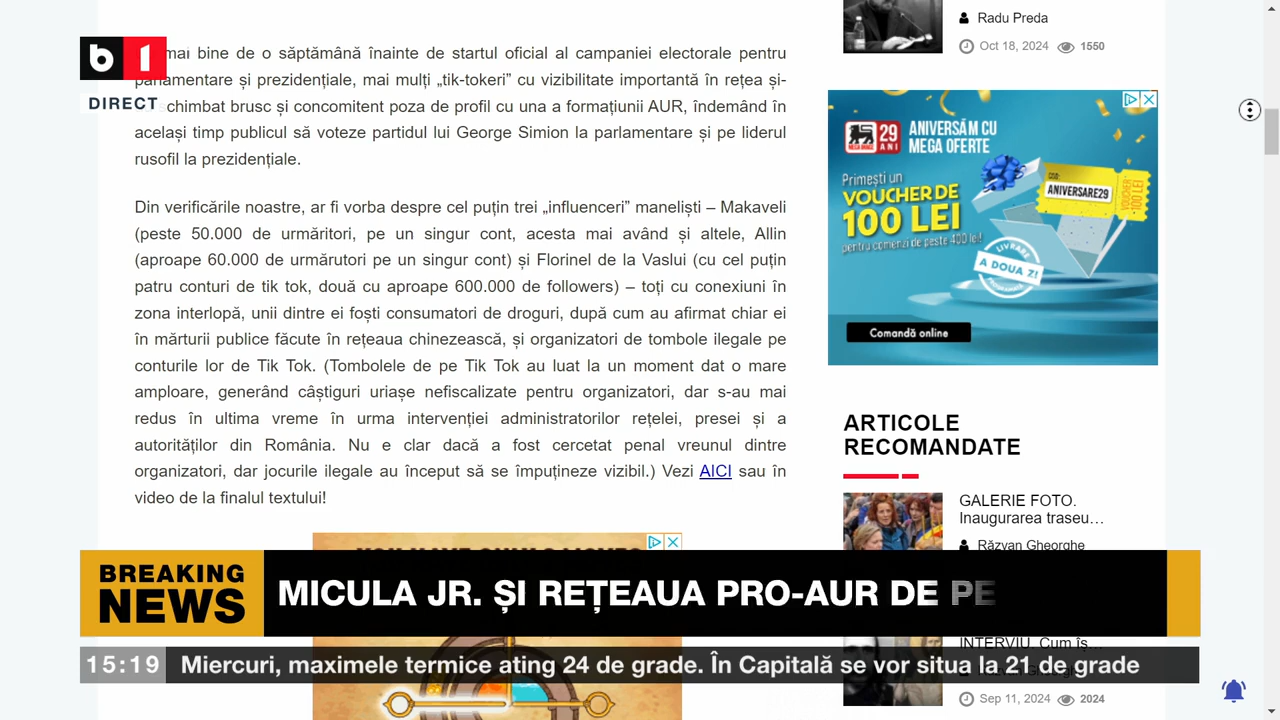 b1
DIRECT
mai bine de o săptămână înainte de startul oficial al campaniei electorale pentru
parlamentare și prezidențiale, mai mulți „tik-tokeri” cu vizibilitate importantă în rețea și-
schimbat brusc și concomitent poza de profil cu una a formațiunii AUR, îndemând în
același timp publicul să voteze partidul lui George Simion la parlamentare și pe liderul
rusofil la prezidențiale.
Din verificările noastre, ar fi vorba despre cel puțin trei „influenceri” maneliști – Makaveli
(peste 50.000 de urmăritori, pe un singur cont, acesta mai având și altele, Allin
(aproape 60.000 de umărutori pe un singur cont) și Florinel de la Vaslui (cu cel puțin
patru conturi de tik tok, două cu aproape 600.000 de followers) – toți cu conexiuni în
zona interlopă, unii dintre ei foști consumatori de droguri, după cum au afirmat chiar ei
în mărturii publice făcute în rețeaua chinezească, și organizatori de tombole ilegale pe
conturile lor de Tik Tok. (Tombolele de pe Tik Tok au luat la un moment dat o mare
amploare, generând câștiguri uriașe nefiscalizate pentru organizatori, dar s-au mai
redus în ultima vreme în urma intervenției administratorilor rețelei, presei și a
autorităților din România. Nu e clar dacă a fost cercetat penal vreunul dintre
organizatori, dar jocurile ilegale au început să se împuțineze vizibil.) Vezi AICI sau în
video de la finalul textului!
Radu Preda
Oct 18, 2024 1550
MEGA IMAGE 29 ANI
ANIVERSĂM CU
MEGA OFERTE
Primești un
VOUCHER DE
100 LEI
pentru comenzi de peste 400 lei!
ANIVERSARE29
VOUCHER 100 LEI
LIVRARE
A DOUA ZI
PROGRAMATĂ
Comandă online
ARTICOLE
RECOMANDATE
GALERIE FOTO.
Inaugurarea traseu…
Răzvan Gheorghe
INTERVIU. Cum îș…
Sep 11, 2024 2024
BREAKING
NEWS
MICULA JR. ȘI REȚEAUA PRO-AUR DE PE
15:19 Miercuri, maximele termice ating 24 de grade. În Capitală se vor situa la 21 de grade